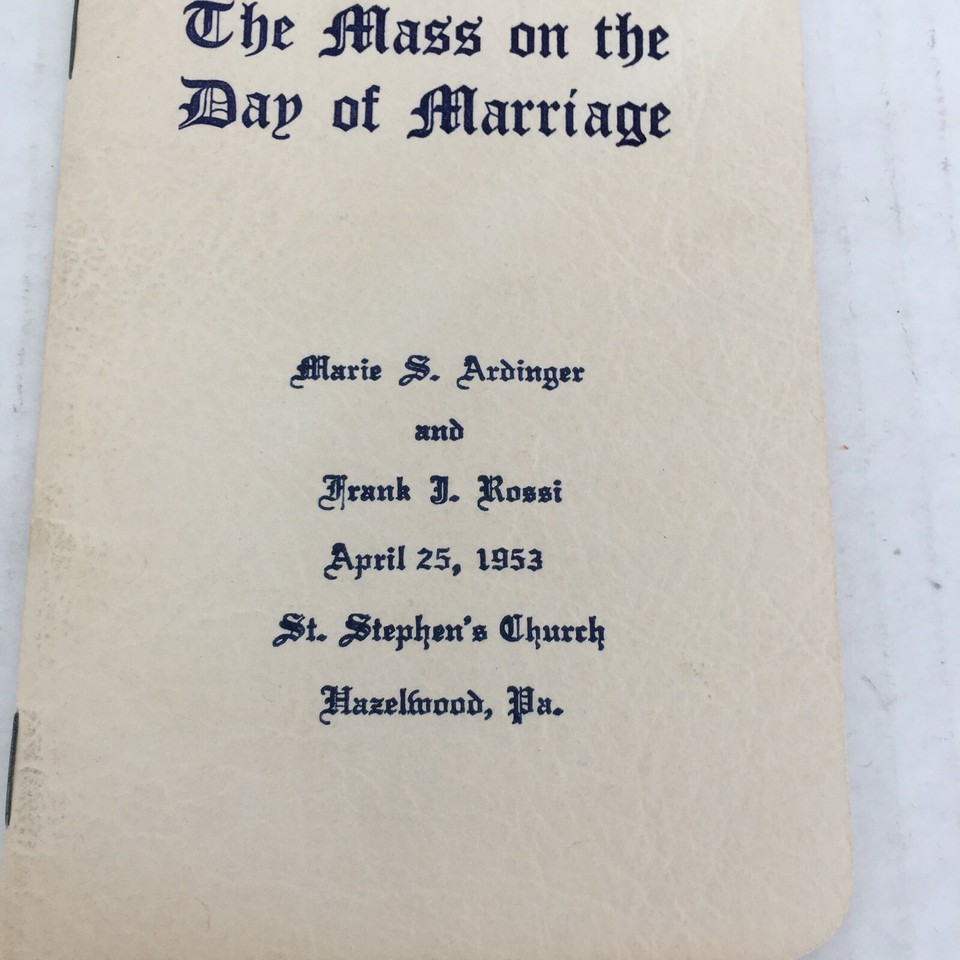 The Mass on the
Day of Marriage
Marie S. Ardinger
and
Frank J. Rossi
April 25, 1953
St. Stephen's Church
Hazelwood, Pa.